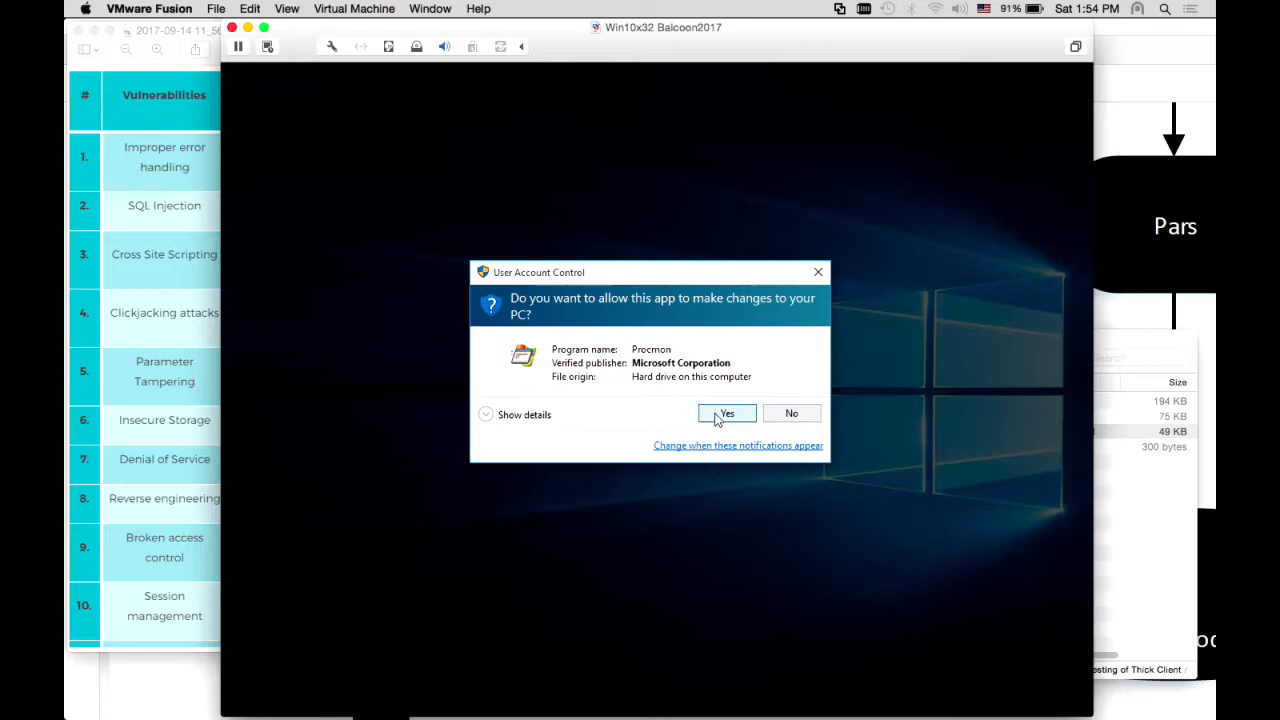 VMware Fusion File Edit View Virtual Machine Window Help 91% Sat 1:54 PM
2017-09-14 11_56
Win10x32 Balcoon2017
# Vulnerabilities
1. Improper error
handling
2. SQL Injection
3. Cross Site Scripting
4. Clickjacking attacks
5. Parameter
Tampering
6. Insecure Storage
7. Denial of Service
8. Reverse engineering
9. Broken access
control
10. Session
management
User Account Control
Do you want to allow this app to make changes to your
PC?
Program name: Procmon
Verified publisher: Microsoft Corporation
File origin: Hard drive on this computer
Show details
Yes No
Change when these notifications appear
Pars
Search
Size
194 KB
75 KB
49 KB
300 bytes
esting of Thick Client